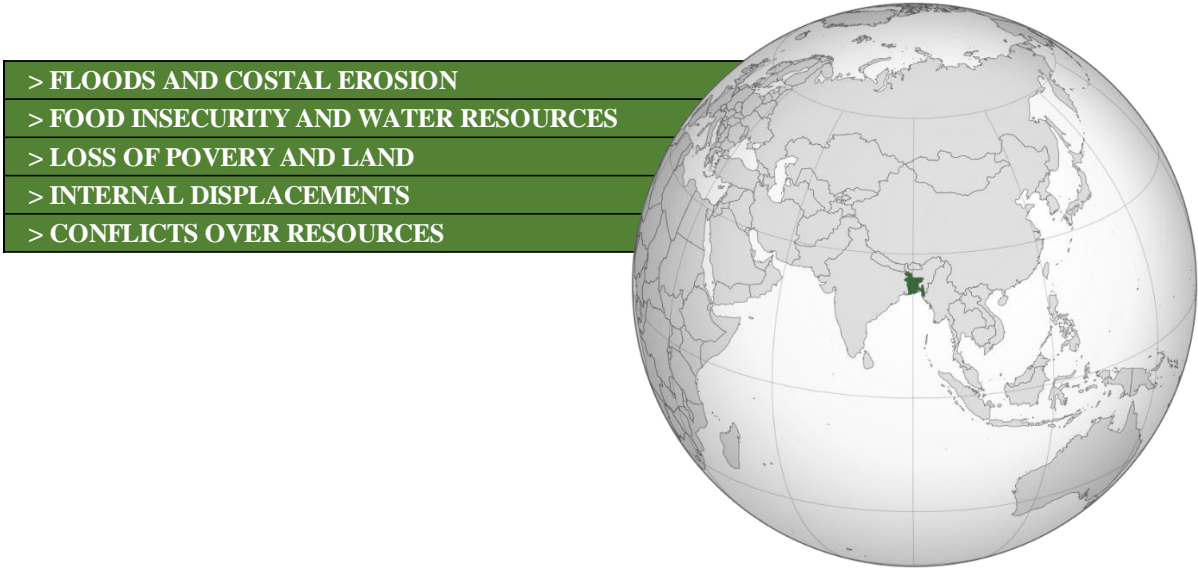 > FLOODS AND COSTAL EROSION
> FOOD INSECURITY AND WATER RESOURCES
> LOSS OF POVERY AND LAND
> INTERNAL DISPLACEMENTS
> CONFLICTS OVER RESOURCES